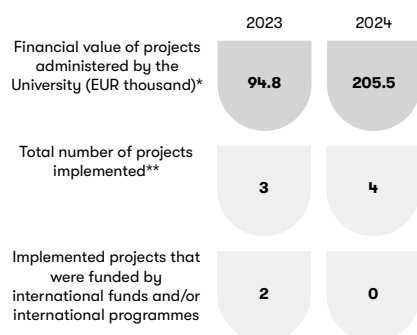 2023 2024
Financial value of projects
administered by the
University (EUR thousand)*
94.8 205.5
Total number of projects
implemented**
3 4
Implemented projects that
were funded by
international funds and/or
international programmes
2 0